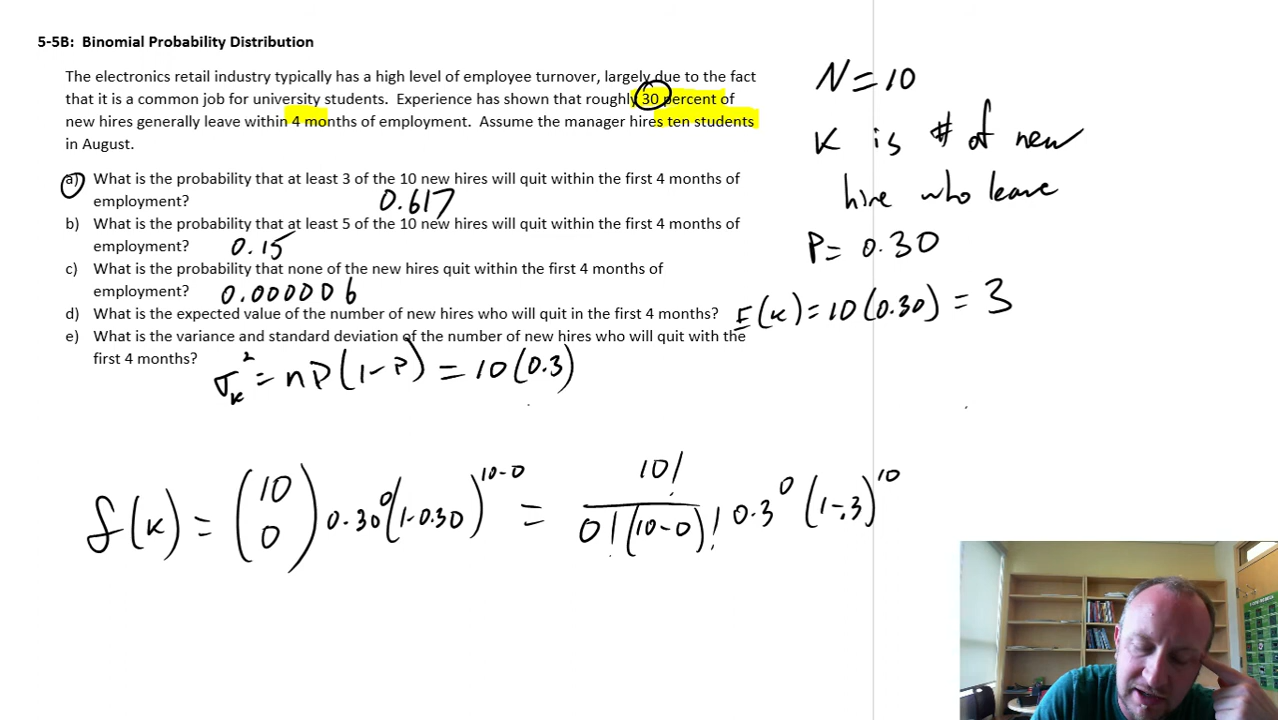 5-5B: Binomial Probability Distribution
The electronics retail industry typically has a high level of employee turnover, largely due to the fact
that it is a common job for university students. Experience has shown that roughly 30 percent of
new hires generally leave within 4 months of employment. Assume the manager hires ten students
in August.
a) What is the probability that at least 3 of the 10 new hires will quit within the first 4 months of
employment? 0.617
b) What is the probability that at least 5 of the 10 new hires will quit within the first 4 months of
employment? 0.15
c) What is the probability that none of the new hires quit within the first 4 months of
employment? 0.000006
d) What is the expected value of the number of new hires who will quit in the first 4 months?
e) What is the variance and standard deviation of the number of new hires who will quit with the
first 4 months?
σ_K² = nP(1-P) = 10(0.3)
N=10
K is # of new
hire who leave
P= 0.30
E(K)=10(0.30) = 3
f(K) = (10 0) 0.30⁰(1-0.30)^{10-0} = 10!/0!(10-0)! 0.3⁰ (1-.3)^{10}